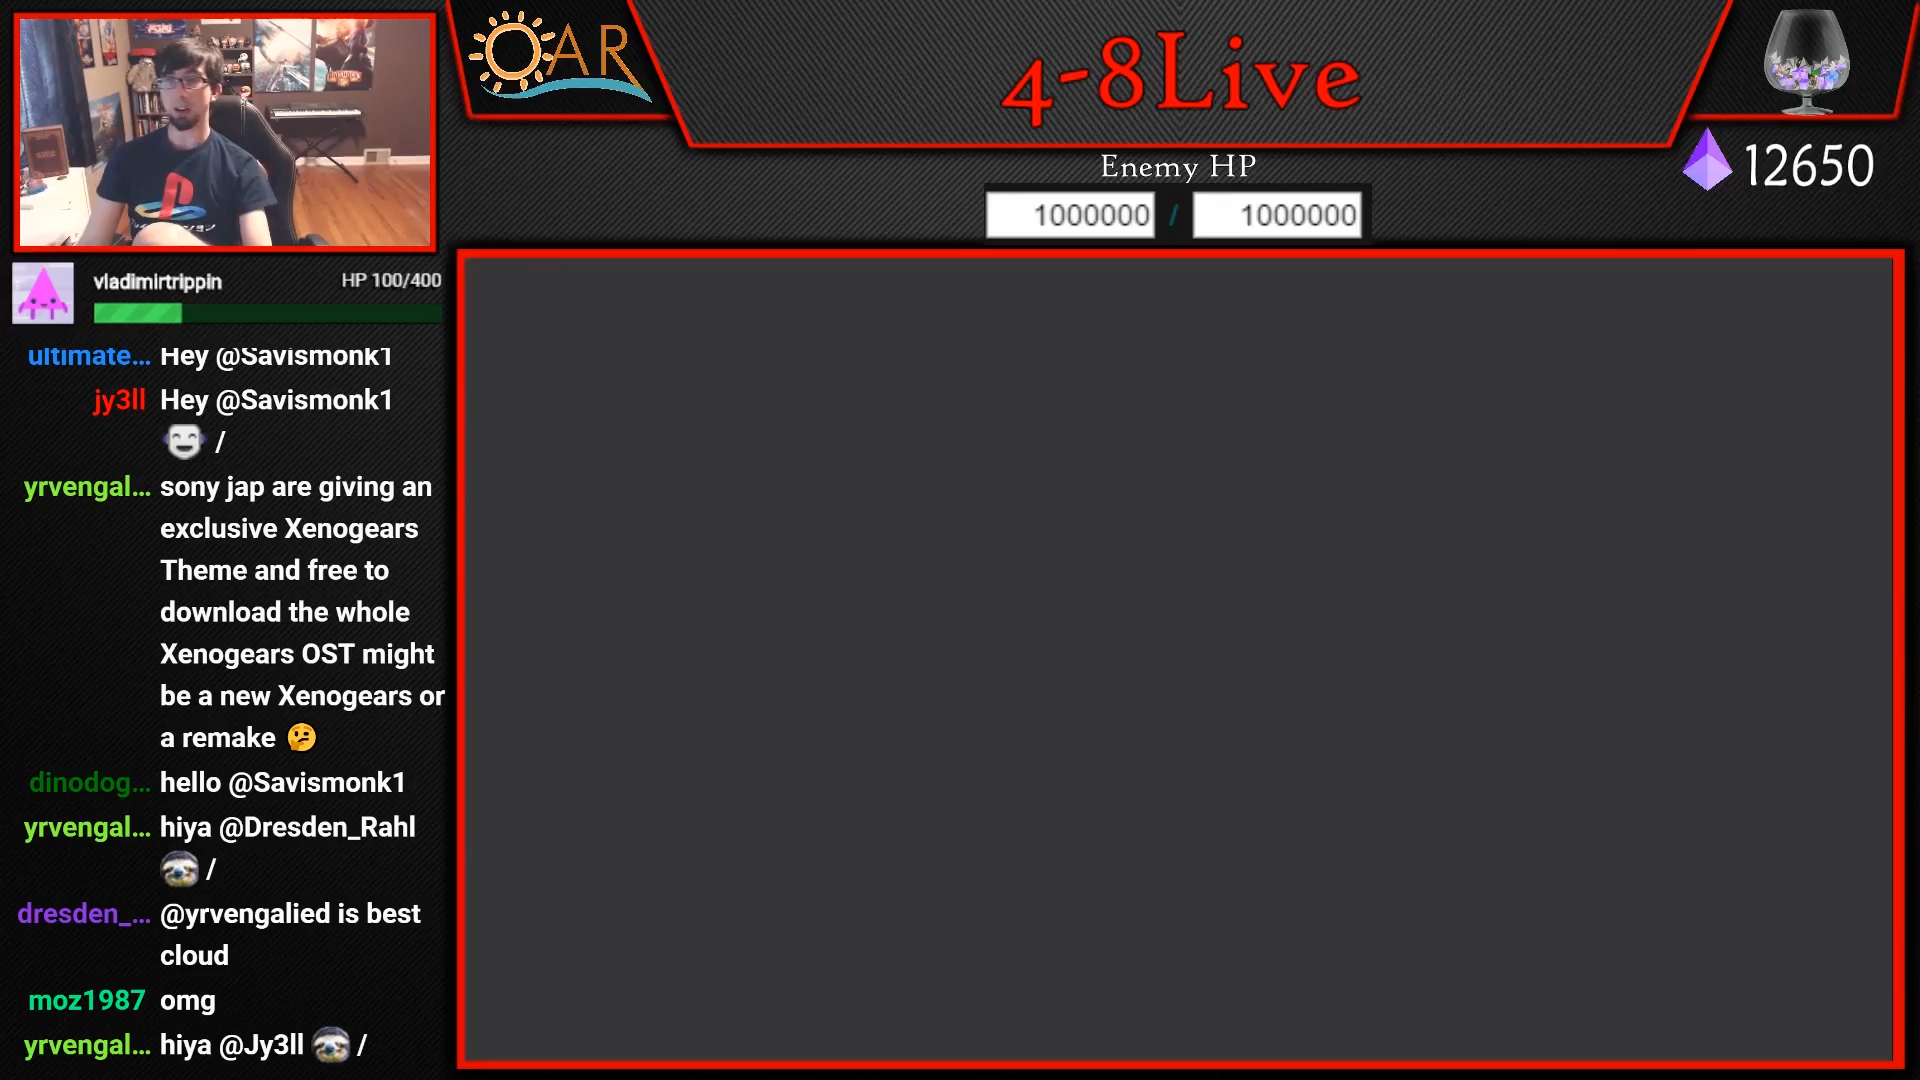 OAR
4-8Live
Enemy HP
1000000 / 1000000
12650
vladimirtrippin HP 100/400
ultimate… Hey @Savismonk1
jy3ll Hey @Savismonk1
/
yrvengal… sony jap are giving an
exclusive Xenogears
Theme and free to
download the whole
Xenogears OST might
be a new Xenogears or
a remake 🤔
dinodog… hello @Savismonk1
yrvengal… hiya @Dresden_Rahl
/
dresden_… @yrvengalied is best
cloud
moz1987 omg
yrvengal… hiya @Jy3ll /